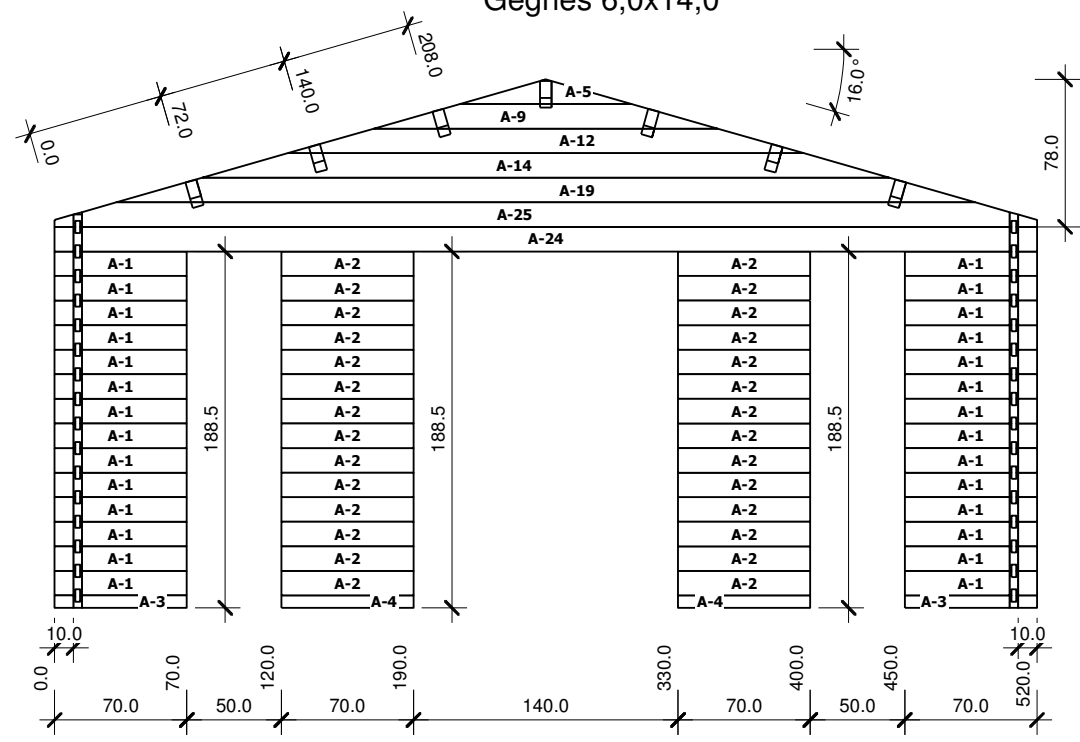 Gegnes 6,0x14,0
208.0
140.0
72.0
0.0
16.0°
78.0
A-5
A-9
A-12
A-14
A-19
A-25
A-24
A-1 A-2 A-2 A-1
A-1 A-2 A-2 A-1
A-1 A-2 A-2 A-1
A-1 A-2 A-2 A-1
A-1 A-2 A-2 A-1
A-1 A-2 A-2 A-1
A-1 A-2 A-2 A-1
A-1 A-2 A-2 A-1
A-1 A-2 A-2 A-1
A-1 A-2 A-2 A-1
A-1 A-2 A-2 A-1
A-1 A-2 A-2 A-1
A-1 A-2 A-2 A-1
A-1 A-2 A-2 A-1
188.5 188.5 188.5
A-3 A-4 A-4 A-3
10.0 10.0
0.0 70.0 120.0 190.0 330.0 400.0 450.0 520.0
70.0 50.0 70.0 140.0 70.0 50.0 70.0